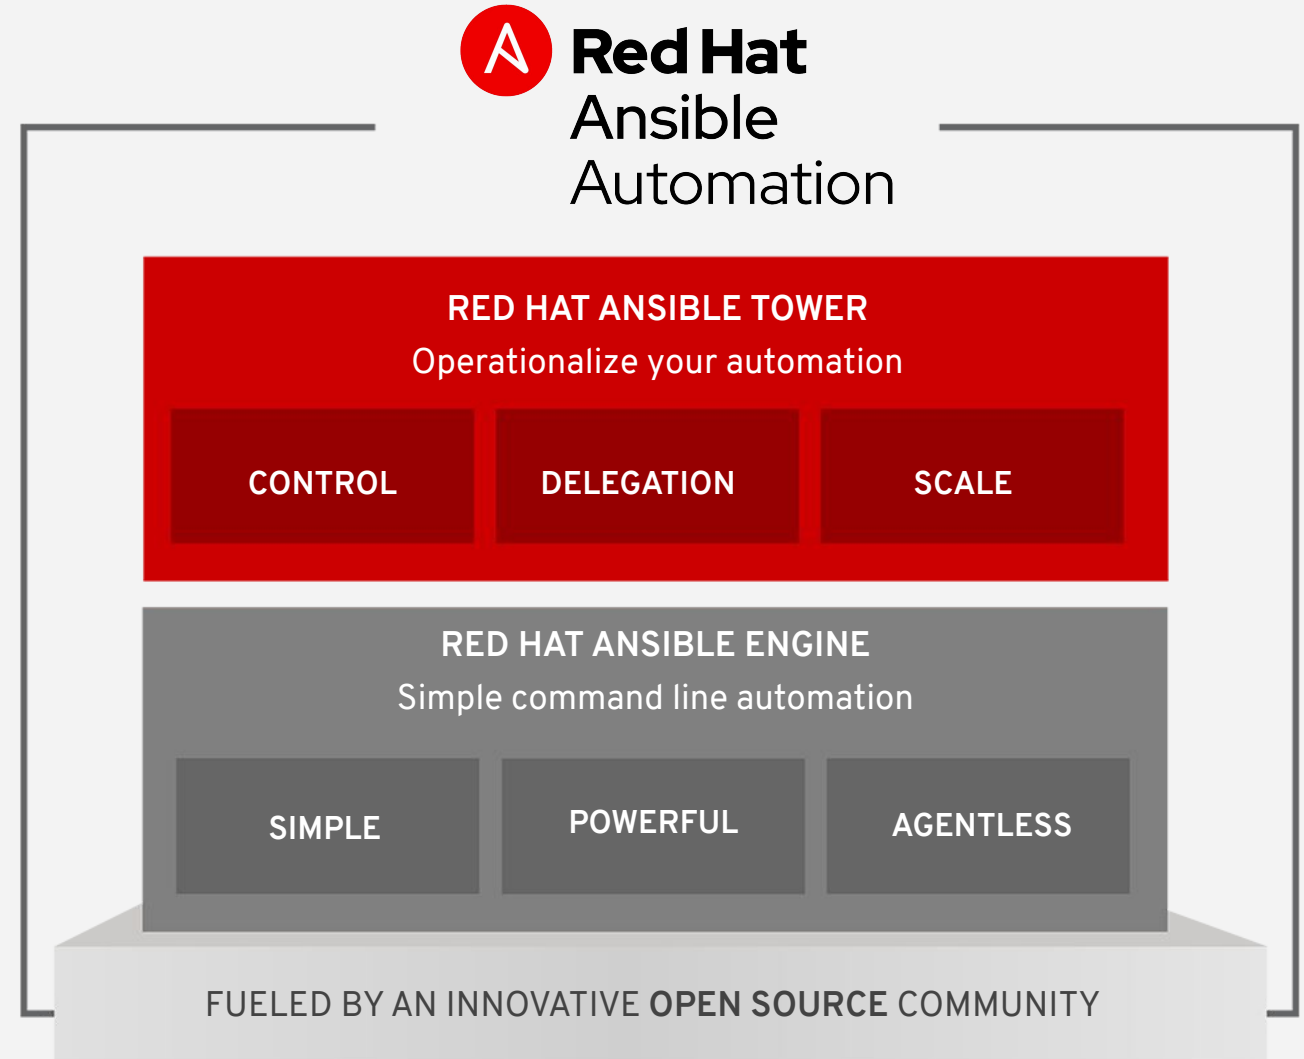 Red Hat
Ansible
Automation
RED HAT ANSIBLE TOWER
Operationalize your automation
CONTROL
DELEGATION
SCALE
RED HAT ANSIBLE ENGINE
Simple command line automation
SIMPLE
POWERFUL
AGENTLESS
FUELED BY AN INNOVATIVE OPEN SOURCE COMMUNITY